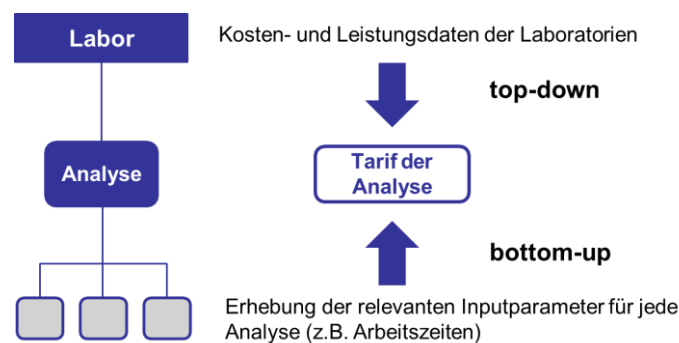 Labor
Kosten- und Leistungsdaten der Laboratorien
top-down
Analyse
Tarif der
Analyse
bottom-up
Erhebung der relevanten Inputparameter für jede
Analyse (z.B. Arbeitszeiten)